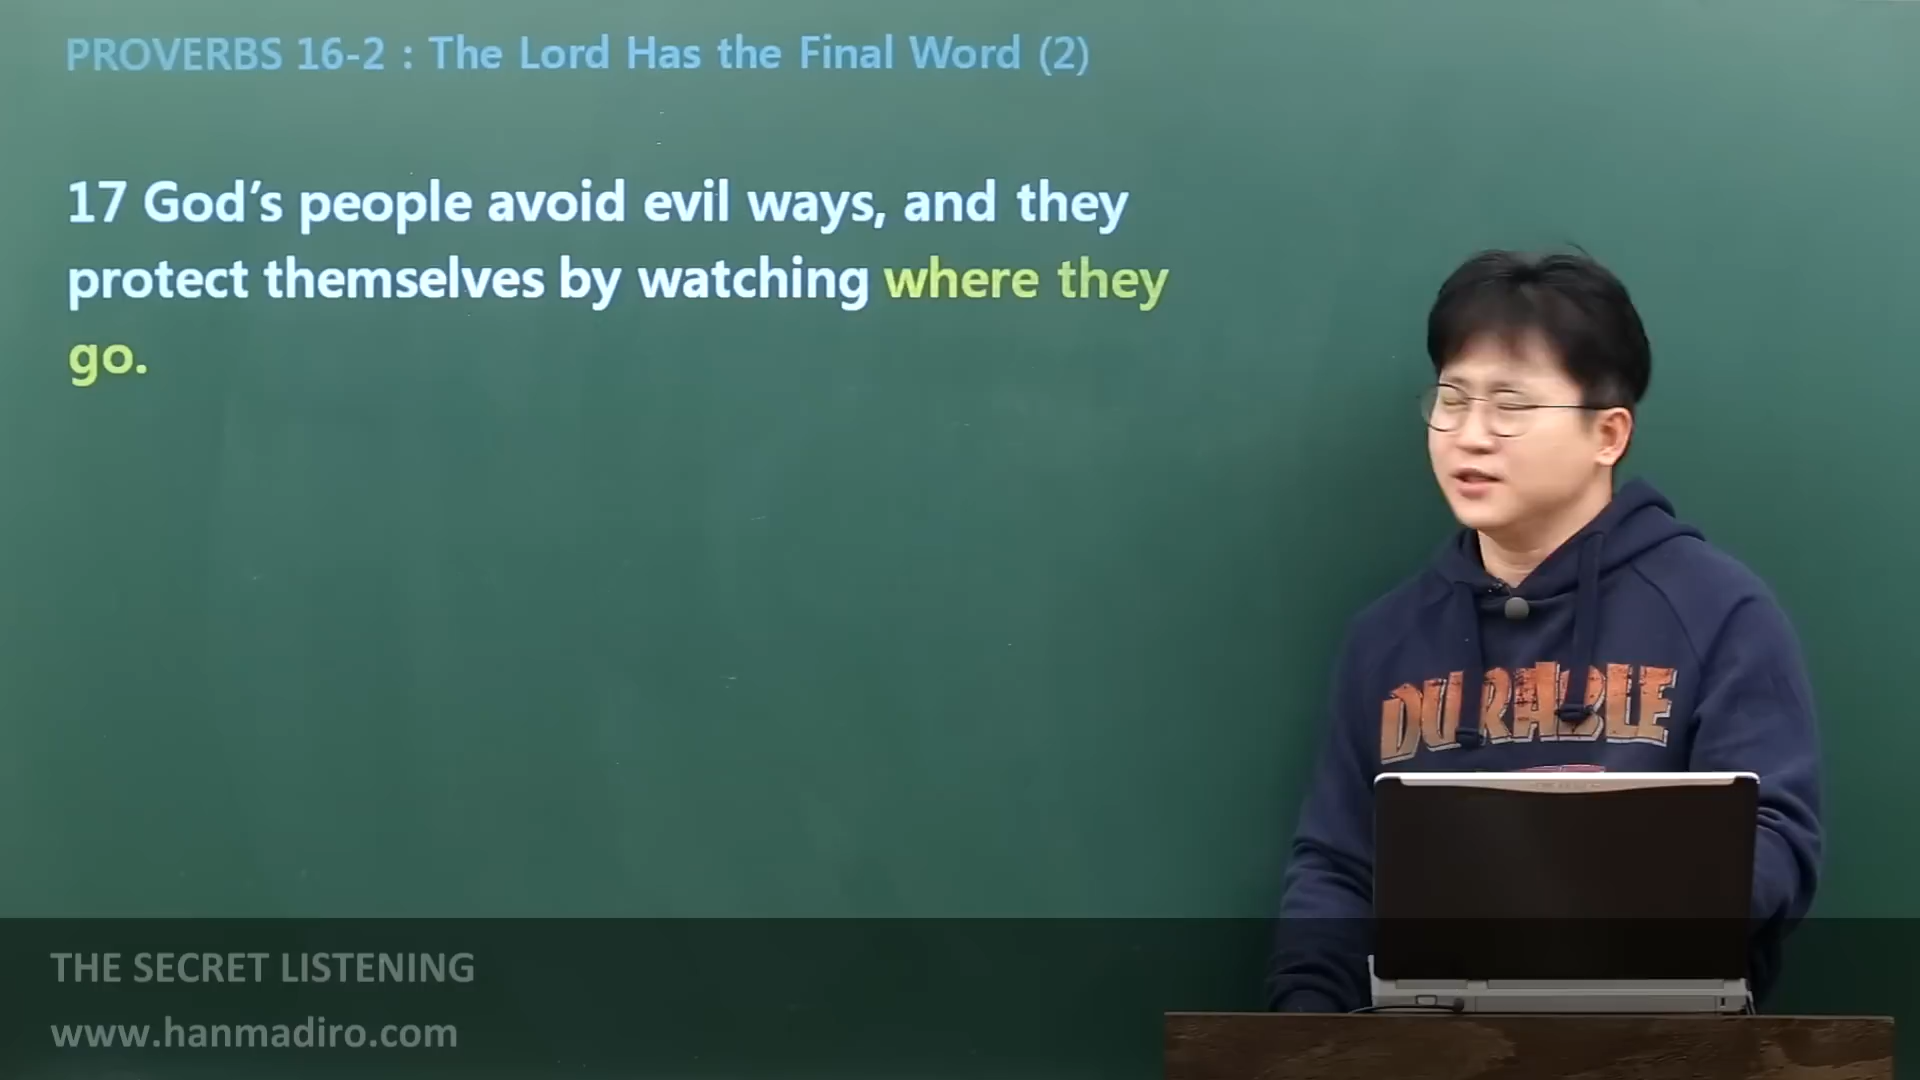 PROVERBS 16-2 : The Lord Has the Final Word (2)
17 God’s people avoid evil ways, and they
protect themselves by watching where they
go.
DURABLE
THE SECRET LISTENING
www.hanmadiro.com